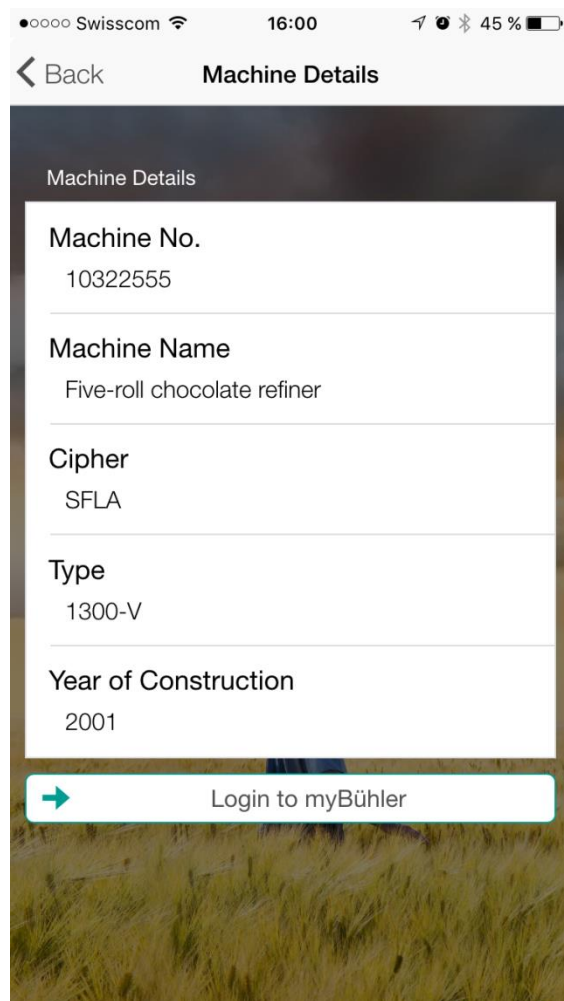 Swisscom 16:00 45 %
Back Machine Details
Machine Details
Machine No.
10322555
Machine Name
Five-roll chocolate refiner
Cipher
SFLA
Type
1300-V
Year of Construction
2001
Login to myBühler